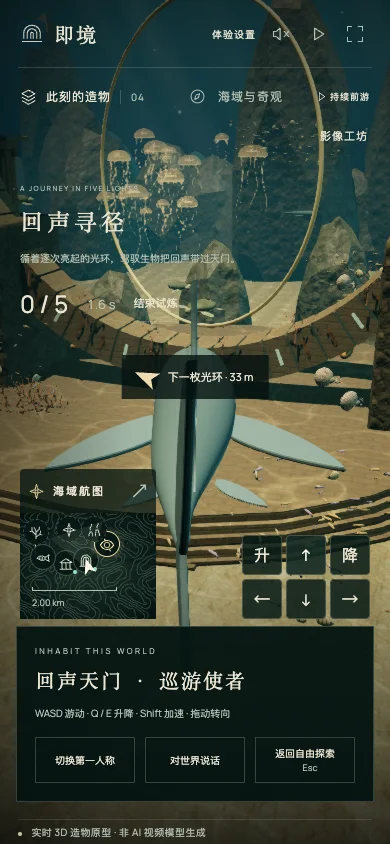 即境
体验设置
此刻的造物 04
海域与奇观
持续前游
影像工坊
A JOURNEY IN FIVE LIGHTS
回声寻径
循着逐次亮起的光环，驾驭生物把回声带过天门。
0/5 1.6 s 结束试炼
下一枚光环 · 33 m
海域航图
2.00 km
升 ↑ 降
← ↓ →
INHABIT THIS WORLD
回声天门 · 巡游使者
WASD 游动 · Q / E 升降 · Shift 加速 · 拖动转向
切换第一人称
对世界说话
返回自由探索
Esc
实时 3D 造物原型 · 非 AI 视频模型生成